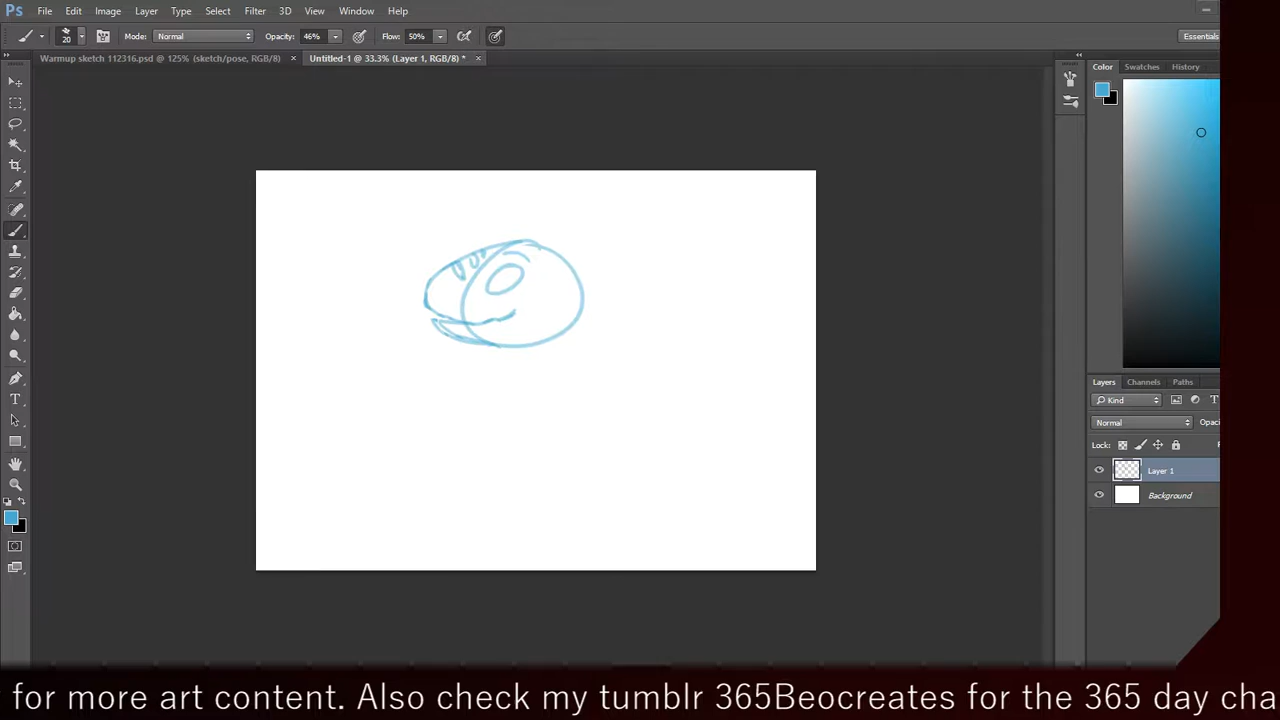 Ps File Edit Image Layer Type Select Filter 3D View Window Help
20 Mode: Normal Opacity: 46% Flow: 50% Essentials
Warmup sketch 112316.psd @ 125% (sketch/pose, RGB/8) × Untitled-1 @ 33.3% (Layer 1, RGB/8) * ×
Color Swatches History
Layers Channels Paths
Kind
Normal Opaci
Lock:
Layer 1
Background
for more art content. Also check my tumblr 365Beocreates for the 365 day cha